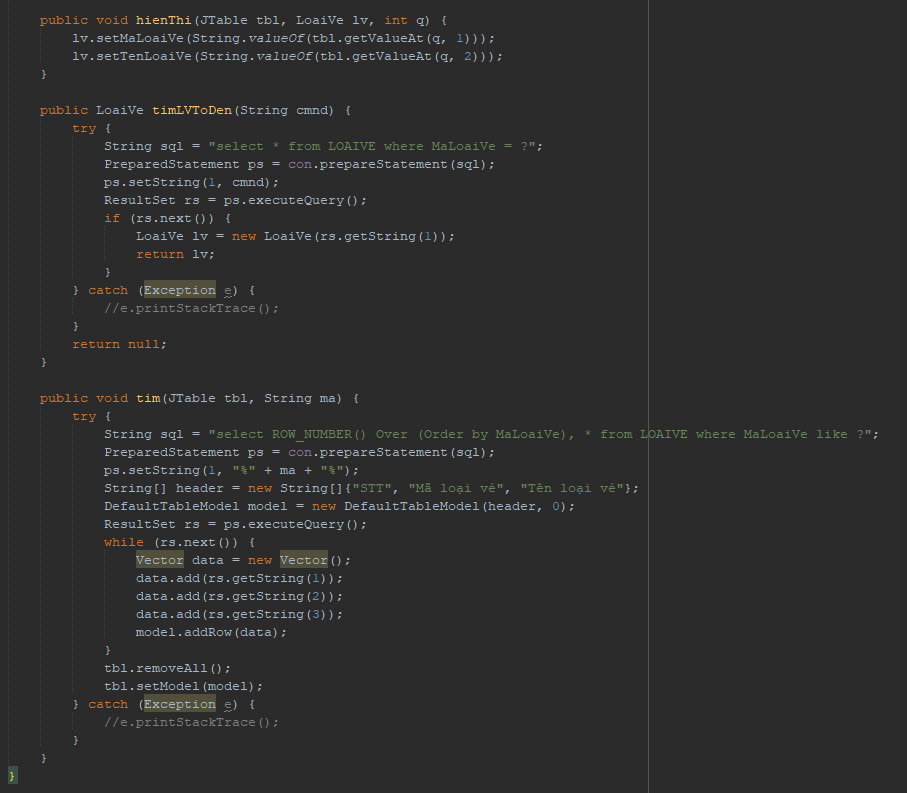 public void hienThi(JTable tbl, LoaiVe lv, int q) {
lv.setMaLoaiVe(String.valueOf(tbl.getValueAt(q, 1)));
lv.setTenLoaiVe(String.valueOf(tbl.getValueAt(q, 2)));
}
public LoaiVe timLVToDen(String cmnd) {
try {
String sql = "select * from LOAIVE where MaLoaiVe = ?";
PreparedStatement ps = con.prepareStatement(sql);
ps.setString(1, cmnd);
ResultSet rs = ps.executeQuery();
if (rs.next()) {
LoaiVe lv = new LoaiVe(rs.getString(1));
return lv;
}
} catch (Exception e) {
//e.printStackTrace();
}
return null;
}
public void tim(JTable tbl, String ma) {
try {
String sql = "select ROW_NUMBER() Over (Order by MaLoaiVe), * from LOAIVE where MaLoaiVe like ?";
PreparedStatement ps = con.prepareStatement(sql);
ps.setString(1, "%" + ma + "%");
String[] header = new String[]{"STT", "Mã loại vé", "Tên loại vé"};
DefaultTableModel model = new DefaultTableModel(header, 0);
ResultSet rs = ps.executeQuery();
while (rs.next()) {
Vector data = new Vector();
data.add(rs.getString(1));
data.add(rs.getString(2));
data.add(rs.getString(3));
model.addRow(data);
}
tbl.removeAll();
tbl.setModel(model);
} catch (Exception e) {
//e.printStackTrace();
}
}
}